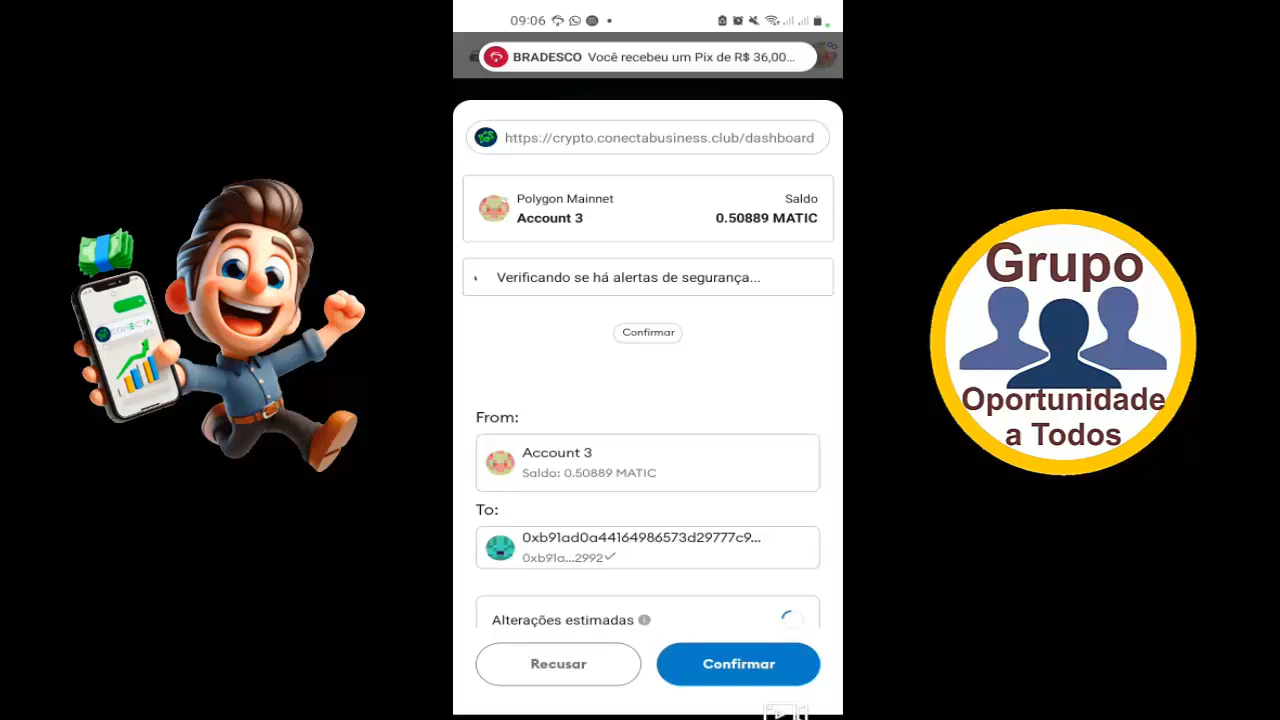 09:06
BRADESCO Você recebeu um Pix de R$ 36,00...
https://crypto.conectabusiness.club/dashboard
Polygon Mainnet
Saldo
Account 3
0.50889 MATIC
Verificando se há alertas de segurança...
Confirmar
From:
Account 3
Saldo: 0.50889 MATIC
To:
0xb91ad0a44164986573d29777c9...
0xb91a...2992
Alterações estimadas
Recusar
Confirmar
CONECTA
Grupo
Oportunidade
a Todos